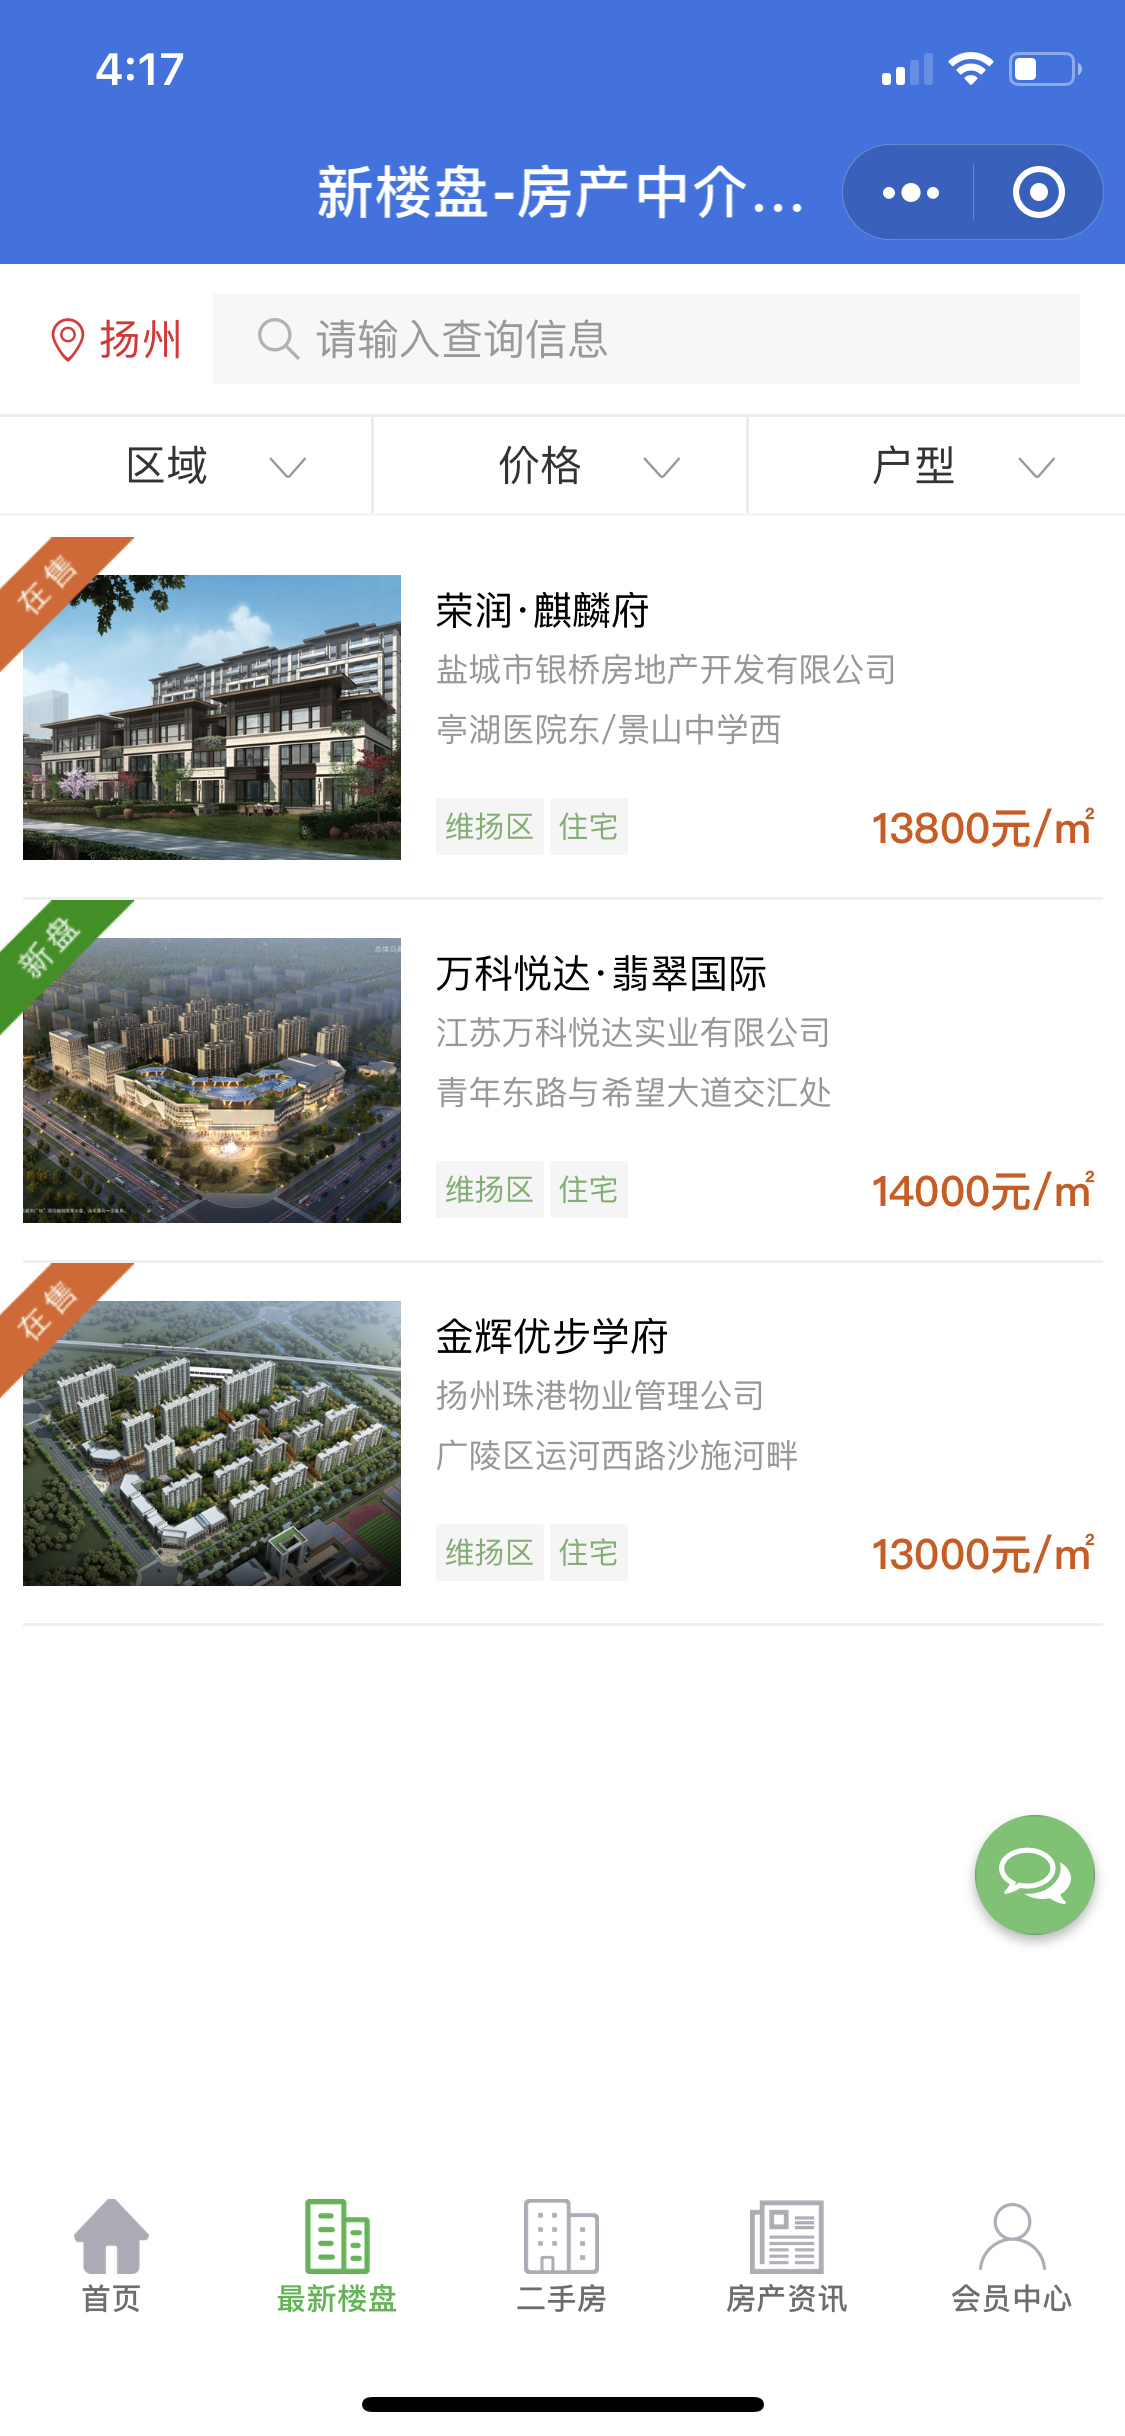 4:17
新楼盘-房产中介...
扬州
请输入查询信息
区域
价格
户型
在售
荣润·麒麟府
盐城市银桥房地产开发有限公司
亭湖医院东/景山中学西
维扬区 住宅
13800元/㎡
新盘
万科悦达·翡翠国际
江苏万科悦达实业有限公司
青年东路与希望大道交汇处
维扬区 住宅
14000元/㎡
在售
金辉优步学府
扬州珠港物业管理公司
广陵区运河西路沙施河畔
维扬区 住宅
13000元/㎡
首页
最新楼盘
二手房
房产资讯
会员中心